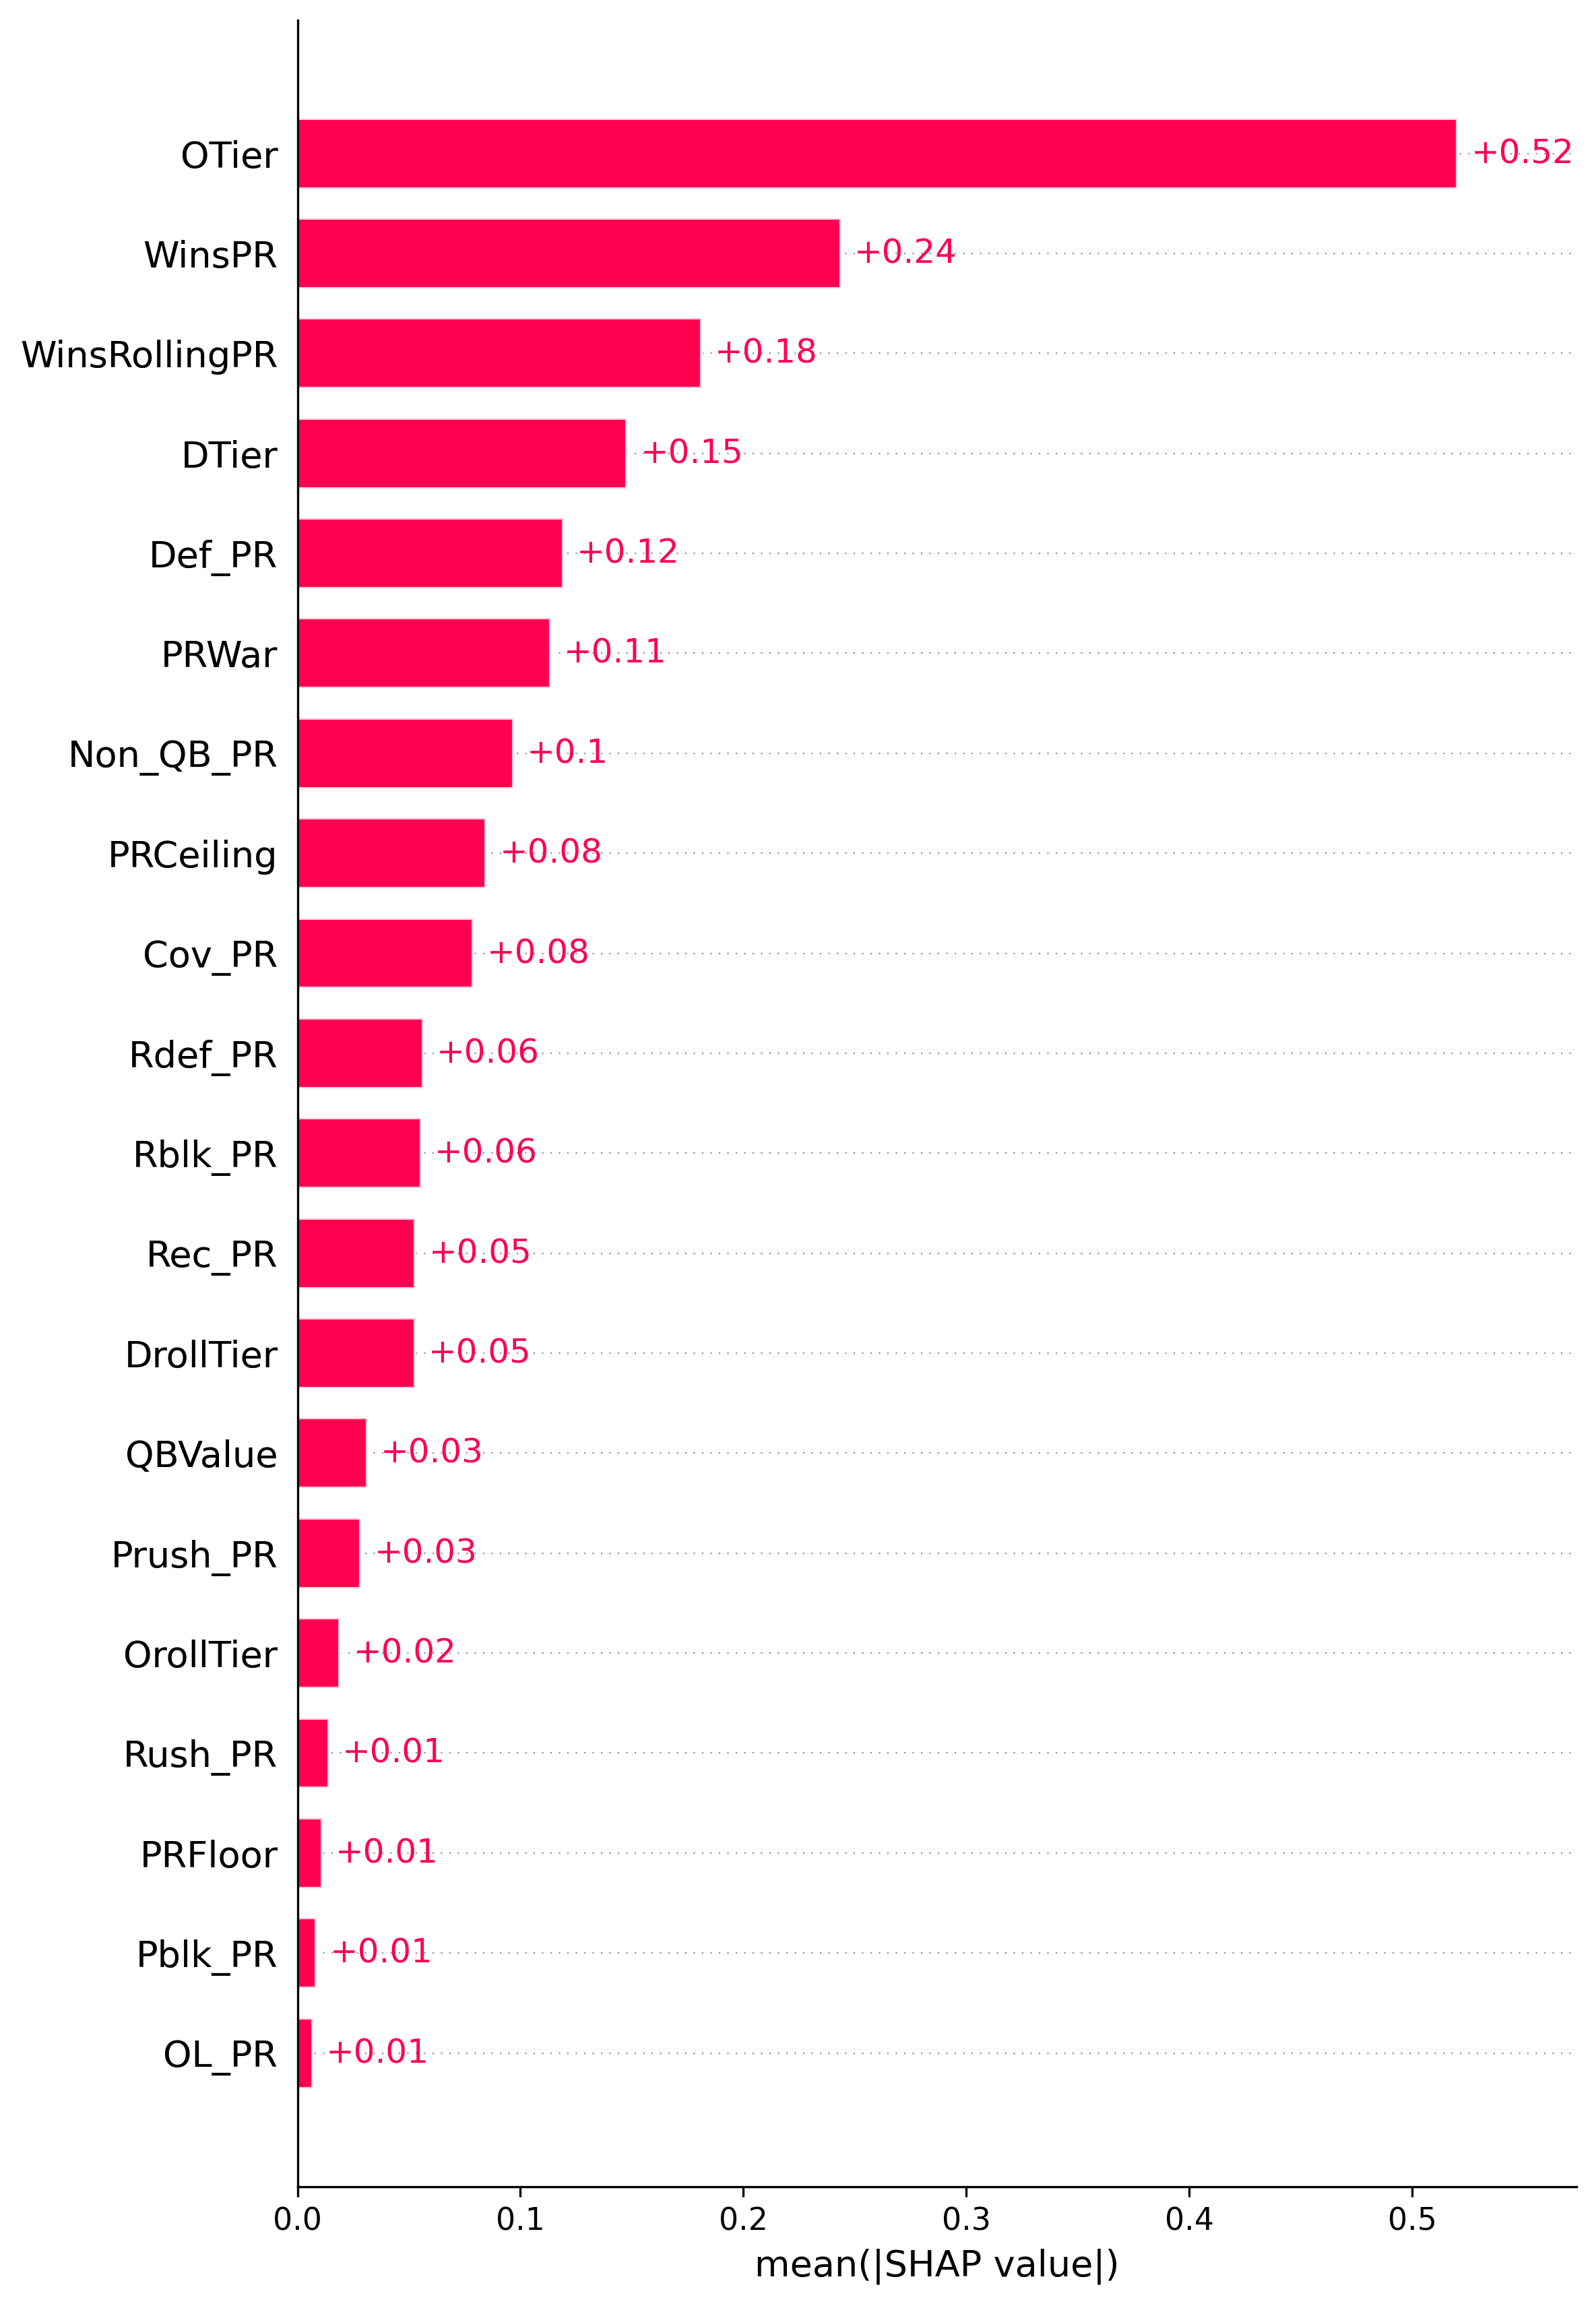 OTier +0.52
WinsPR +0.24
WinsRollingPR +0.18
DTier +0.15
Def_PR +0.12
PRWar +0.11
Non_QB_PR +0.1
PRCeiling +0.08
Cov_PR +0.08
Rdef_PR +0.06
Rblk_PR +0.06
Rec_PR +0.05
DrollTier +0.05
QBValue +0.03
Prush_PR +0.03
OrollTier +0.02
Rush_PR +0.01
PRFloor +0.01
Pblk_PR +0.01
OL_PR +0.01
0.0 0.1 0.2 0.3 0.4 0.5
mean(|SHAP value|)